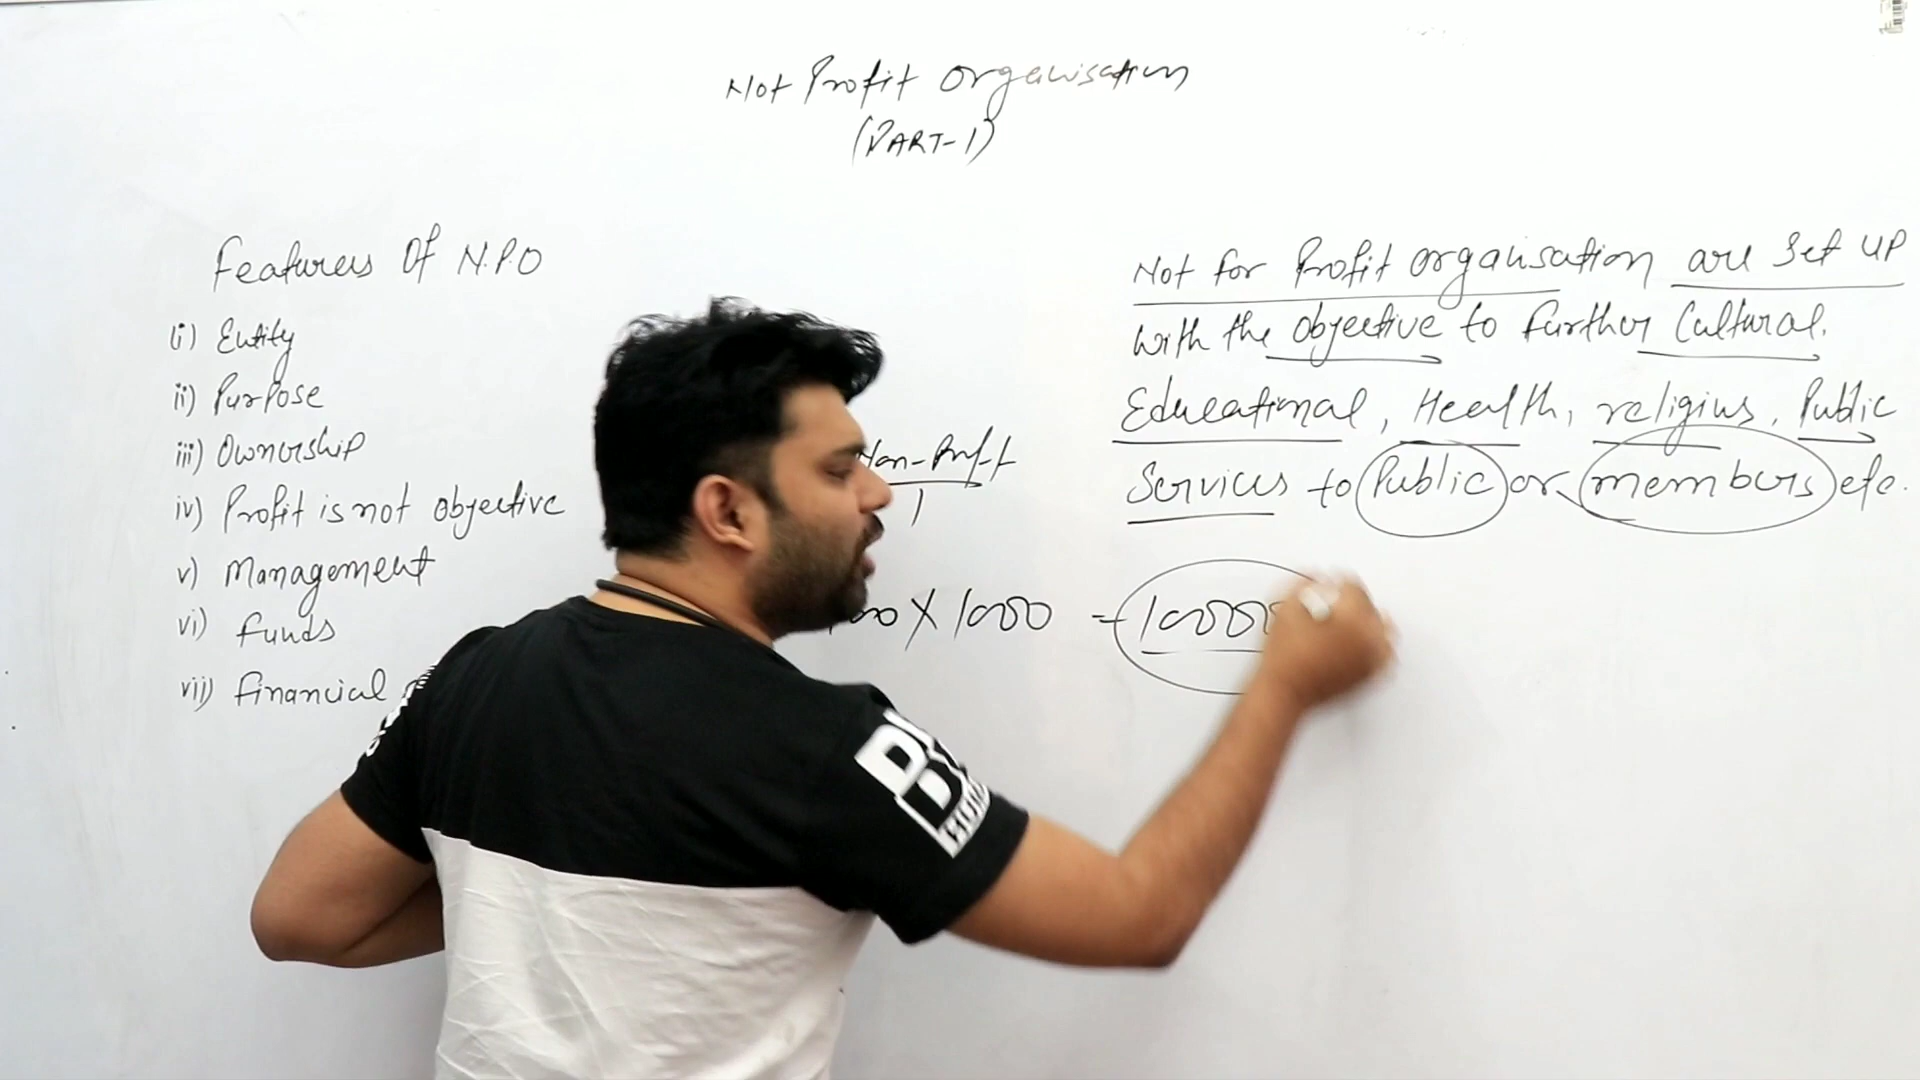 Not Profit Organisation
(PART-1)
Features Of N.P.O
(i) Entity
ii) Purpose
iii) Ownership
iv) Profit is not objective
v) Management
vi) funds
vii) financial
Non-Profit
1
X 1000 =
Not for Profit organisation are set up
with the objective to further Cultural,
Educational, Health, religius, Public
Services to Public or members etc.
B